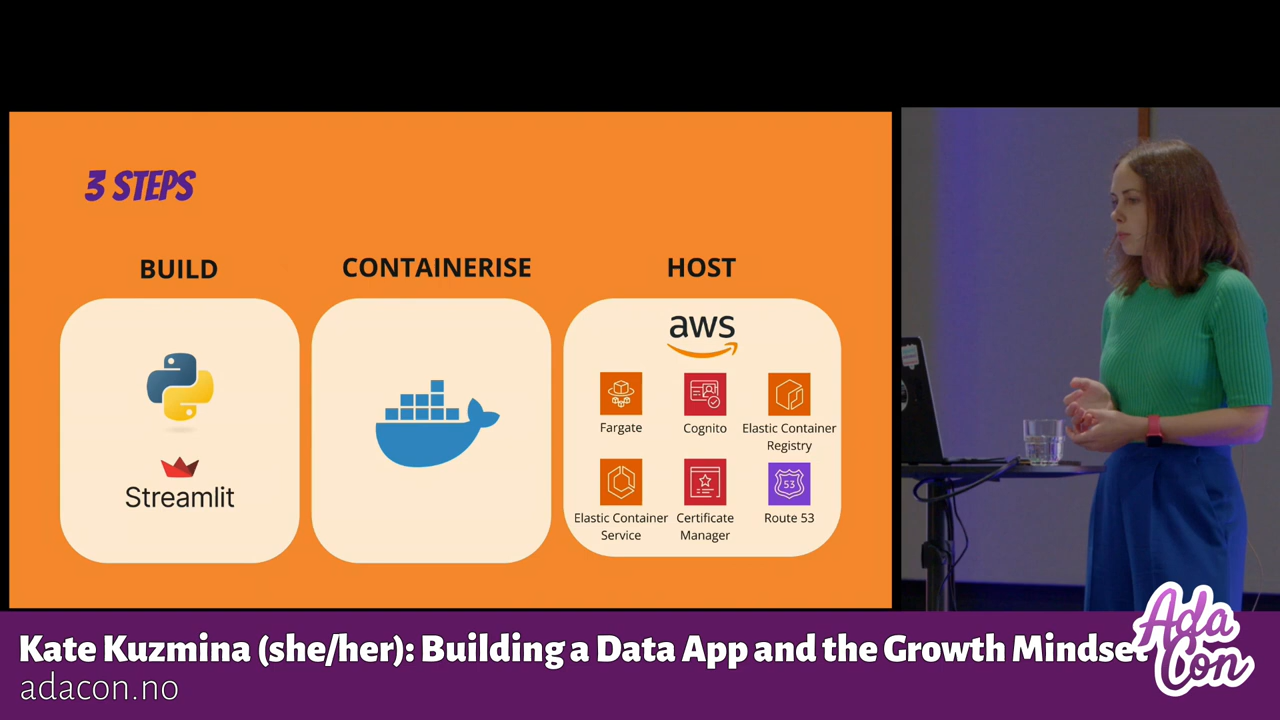 3 STEPS
BUILD
CONTAINERISE
HOST
Streamlit
aws
Fargate
Cognito
Elastic Container
Registry
53
Elastic Container
Service
Certificate
Manager
Route 53
Kate Kuzmina (she/her): Building a Data App and the Growth Mindset
adacon.no
Ada
Con